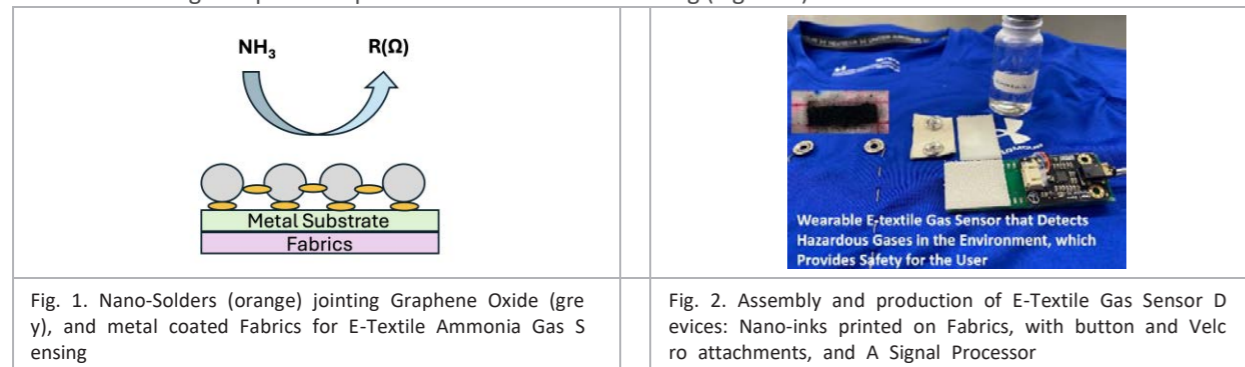 NH3
R(Ω)
Metal Substrate
Fabrics
Wearable E-textile Gas Sensor that Detects
Hazardous Gases in the Environment, which
Provides Safety for the User
Fig. 1. Nano-Solders (orange) jointing Graphene Oxide (gre
y), and metal coated Fabrics for E-Textile Ammonia Gas S
ensing
Fig. 2. Assembly and production of E-Textile Gas Sensor D
evices: Nano-inks printed on Fabrics, with button and Velc
ro attachments, and A Signal Processor